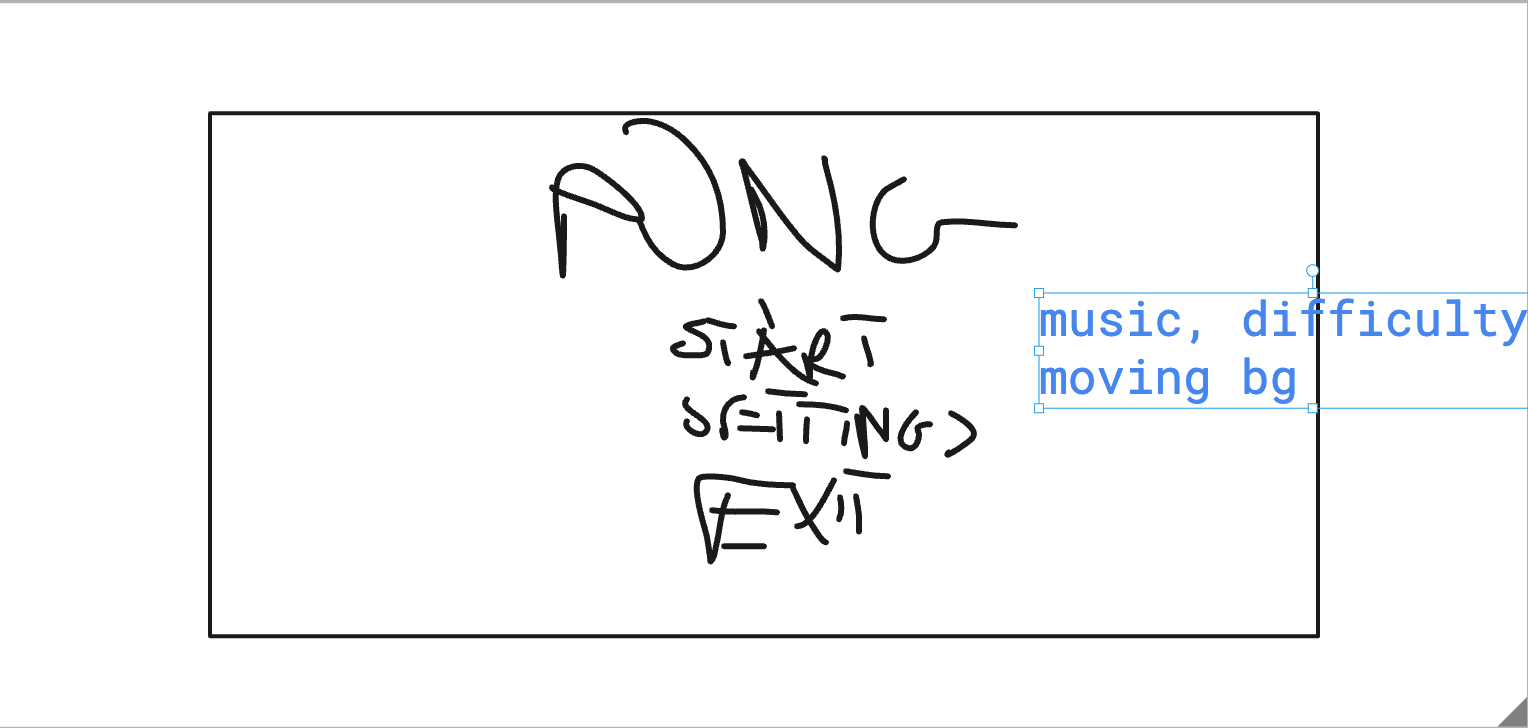 PONG
START
SETTINGS
EXIT
music, difficulty
moving bg